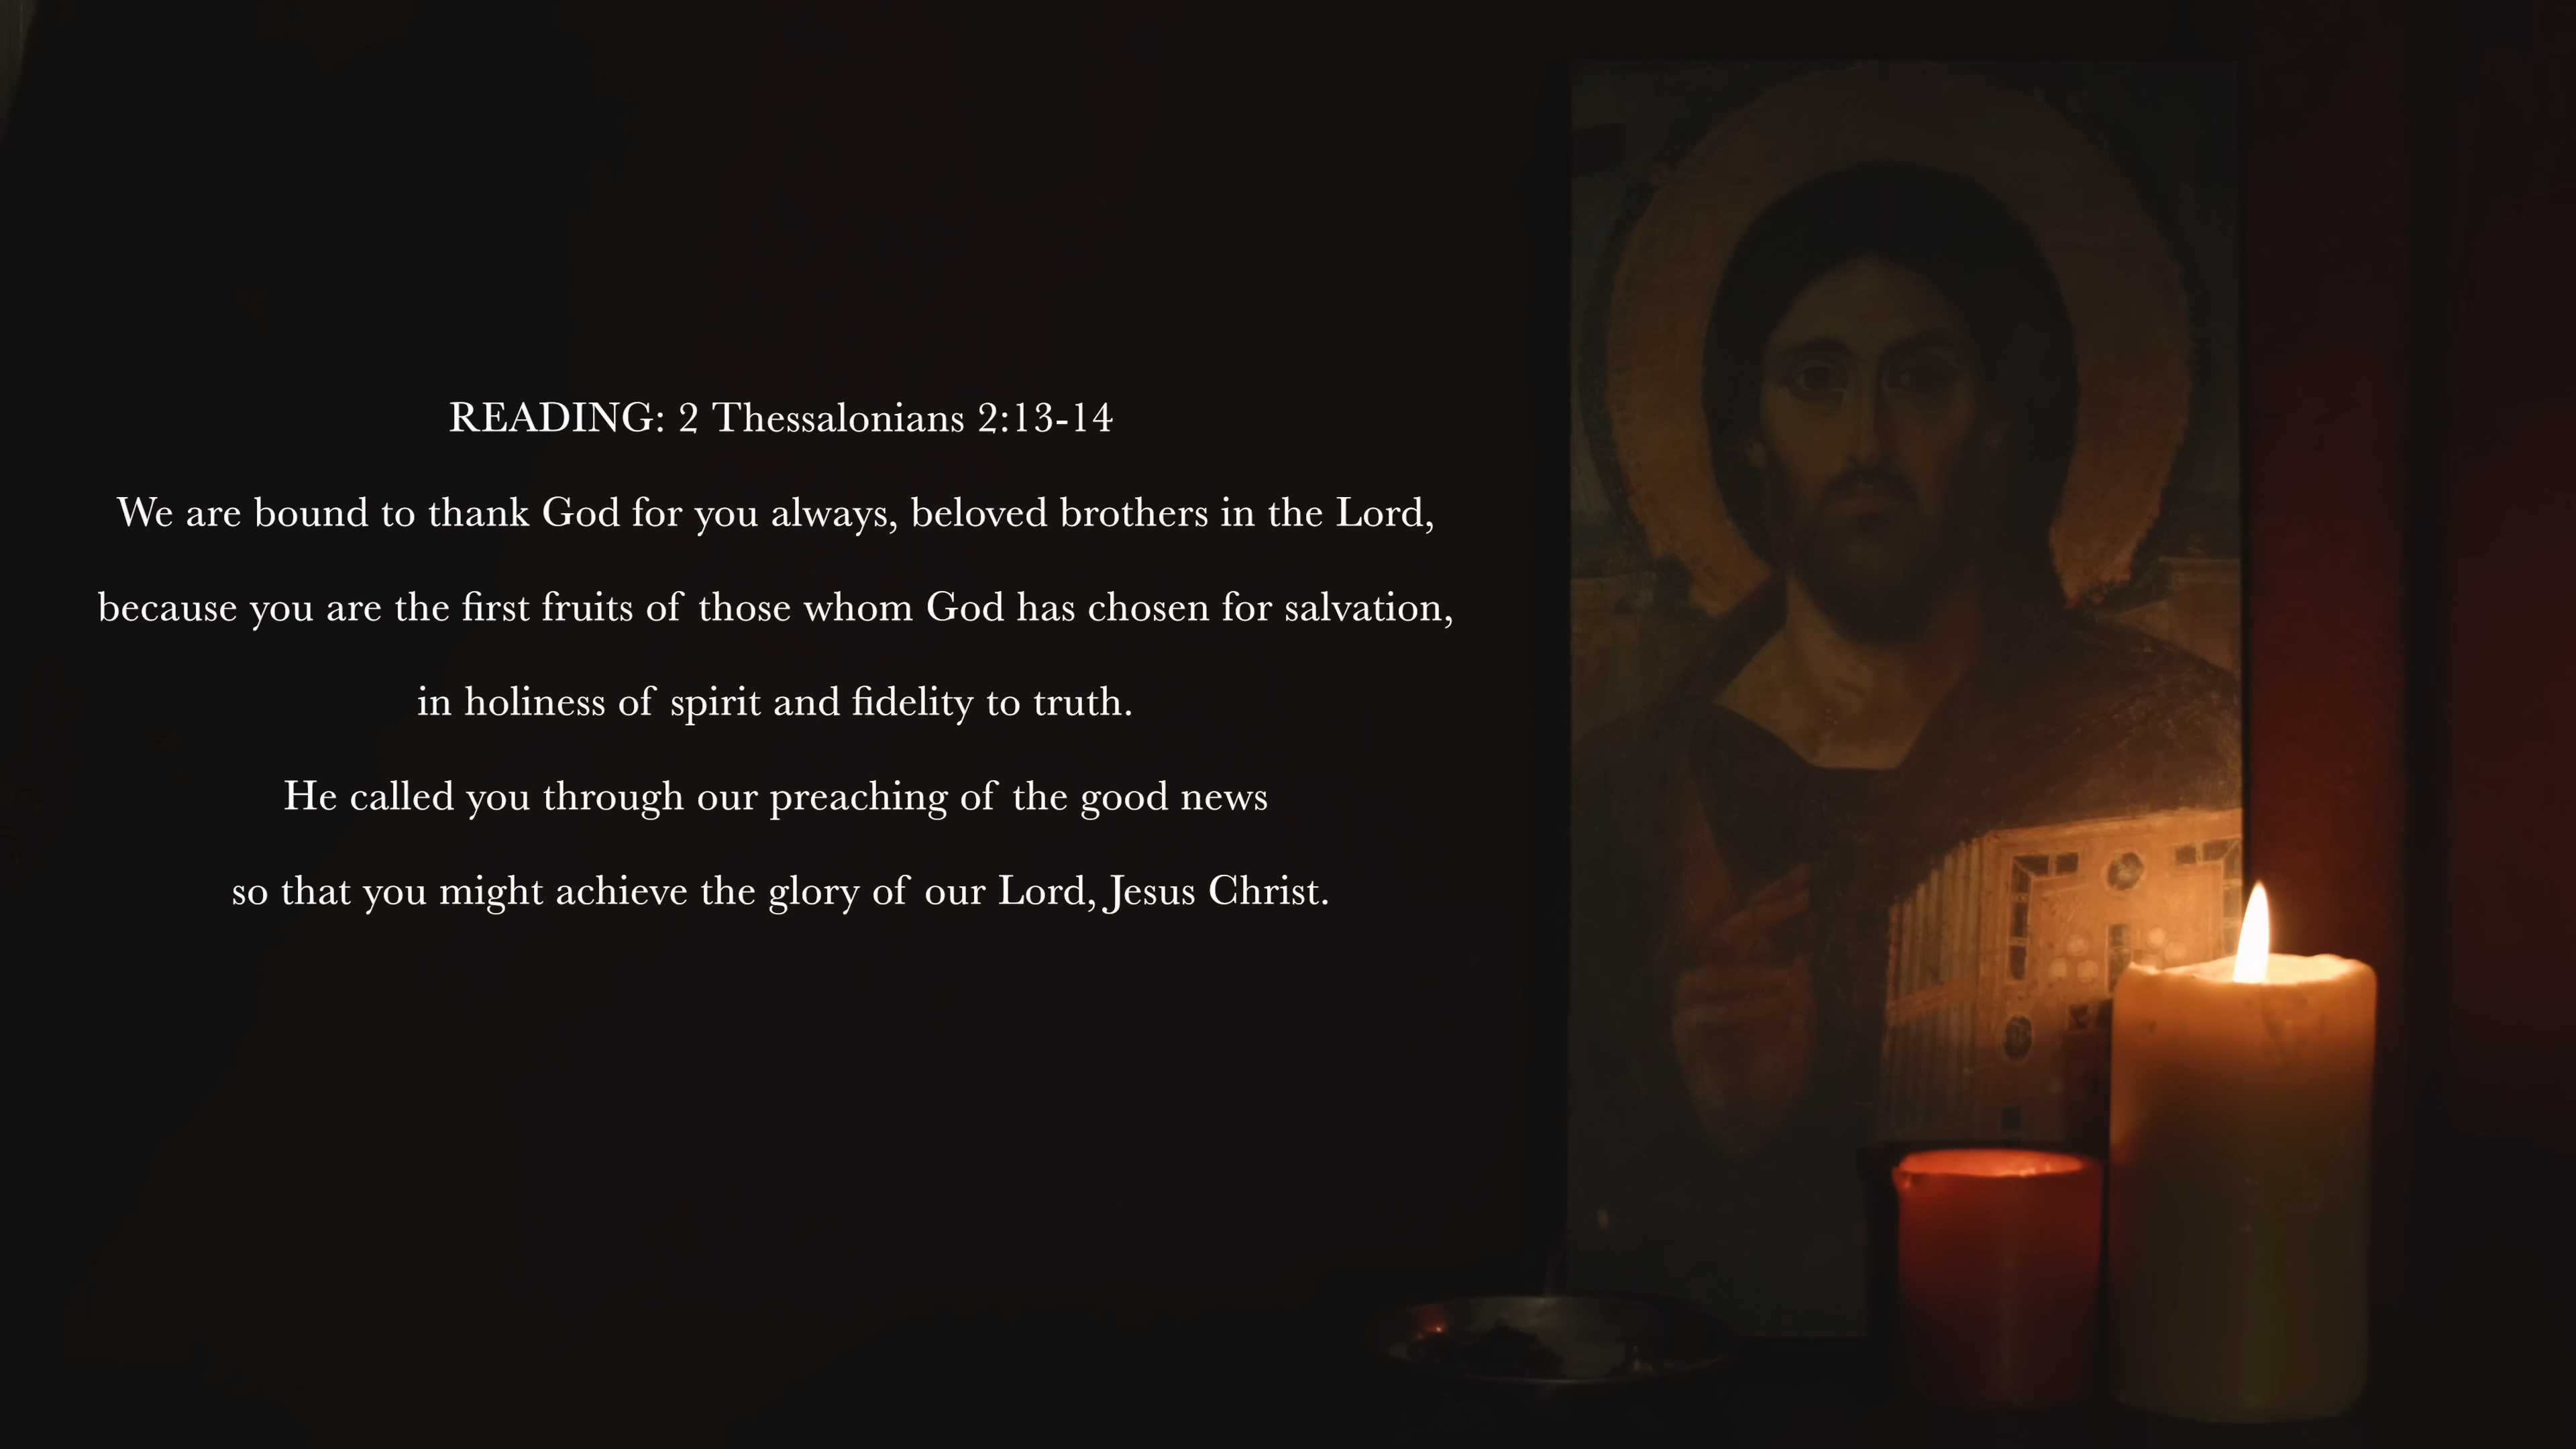 READING: 2 Thessalonians 2:13-14
We are bound to thank God for you always, beloved brothers in the Lord,
because you are the first fruits of those whom God has chosen for salvation,
in holiness of spirit and fidelity to truth.
He called you through our preaching of the good news
so that you might achieve the glory of our Lord, Jesus Christ.